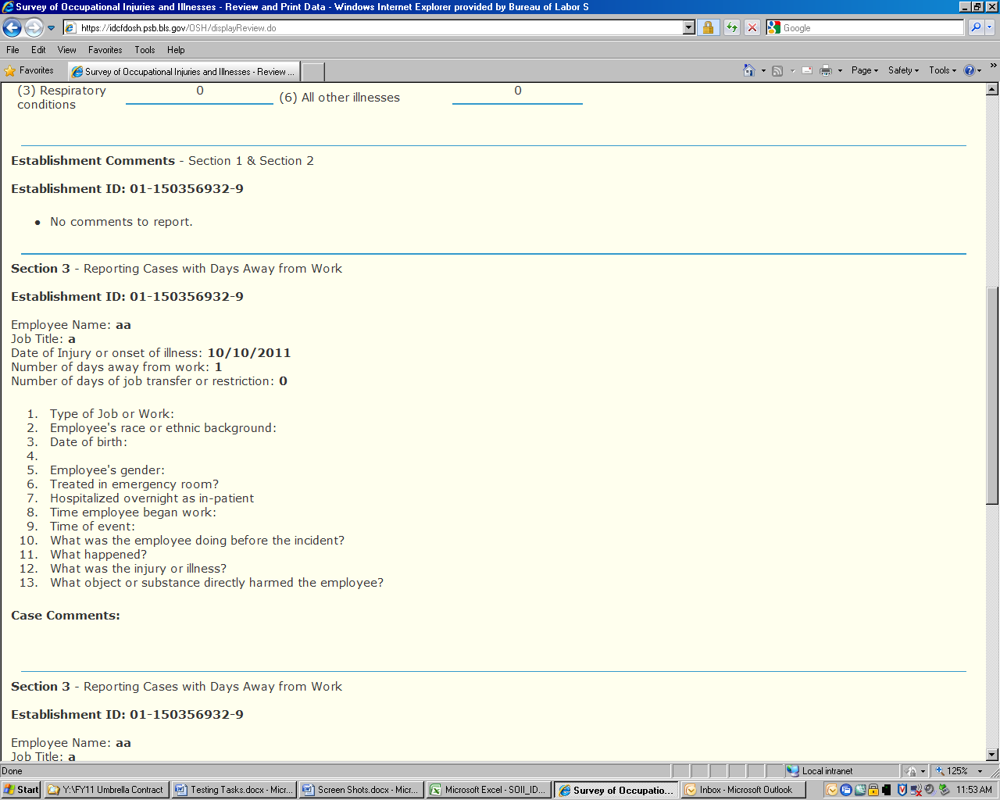 Survey of Occupational Injuries and Illnesses - Review and Print Data - Windows Internet Explorer provided by Bureau of Labor S
https://idcfdosh.psb.bls.gov/OSH/displayReview.do
Google
File Edit View Favorites Tools Help
Favorites Survey of Occupational Injuries and Illnesses - Review ... Page Safety Tools
(3) Respiratory conditions 0 (6) All other illnesses 0
Establishment Comments - Section 1 & Section 2
Establishment ID: 01-150356932-9
• No comments to report.
Section 3 - Reporting Cases with Days Away from Work
Establishment ID: 01-150356932-9
Employee Name: aa
Job Title: a
Date of Injury or onset of illness: 10/10/2011
Number of days away from work: 1
Number of days of job transfer or restriction: 0
1. Type of Job or Work:
2. Employee's race or ethnic background:
3. Date of birth:
4.
5. Employee's gender:
6. Treated in emergency room?
7. Hospitalized overnight as in-patient
8. Time employee began work:
9. Time of event:
10. What was the employee doing before the incident?
11. What happened?
12. What was the injury or illness?
13. What object or substance directly harmed the employee?
Case Comments:
Section 3 - Reporting Cases with Days Away from Work
Establishment ID: 01-150356932-9
Employee Name: aa
Job Title: a
Done Local intranet 125%
Start Y:\FY11 Umbrella Contract Testing Tasks.docx - Micr... Screen Shots.docx - Micr... Microsoft Excel - SOII_ID... Survey of Occupatio... Inbox - Microsoft Outlook 11:53 AM